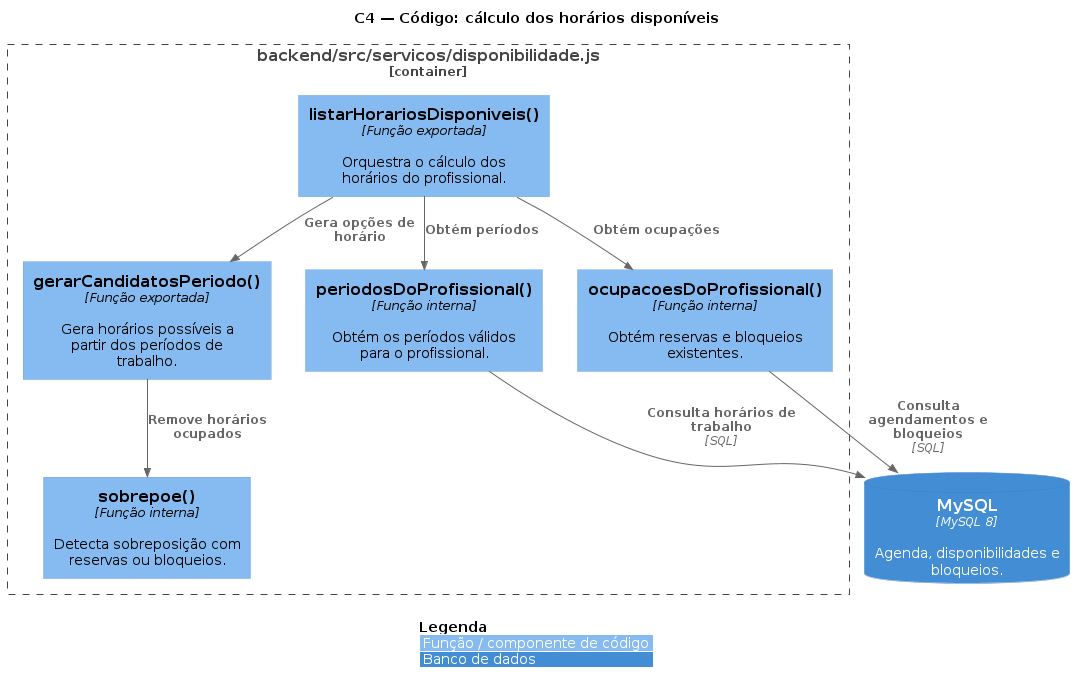 C4 — Código: cálculo dos horários disponíveis
backend/src/servicos/disponibilidade.js
[container]
listarHorariosDisponiveis()
[Função exportada]
Orquestra o cálculo dos
horários do profissional.
Gera opções de
horário
Obtém períodos
Obtém ocupações
gerarCandidatosPeriodo()
[Função exportada]
Gera horários possíveis a
partir dos períodos de
trabalho.
periodosDoProfissional()
[Função interna]
Obtém os períodos válidos
para o profissional.
ocupacoesDoProfissional()
[Função interna]
Obtém reservas e bloqueios
existentes.
Remove horários
ocupados
Consulta horários de
trabalho
[SQL]
Consulta
agendamentos e
bloqueios
[SQL]
sobrepoe()
[Função interna]
Detecta sobreposição com
reservas ou bloqueios.
MySQL
[MySQL 8]
Agenda, disponibilidades e
bloqueios.
Legenda
Função / componente de código
Banco de dados